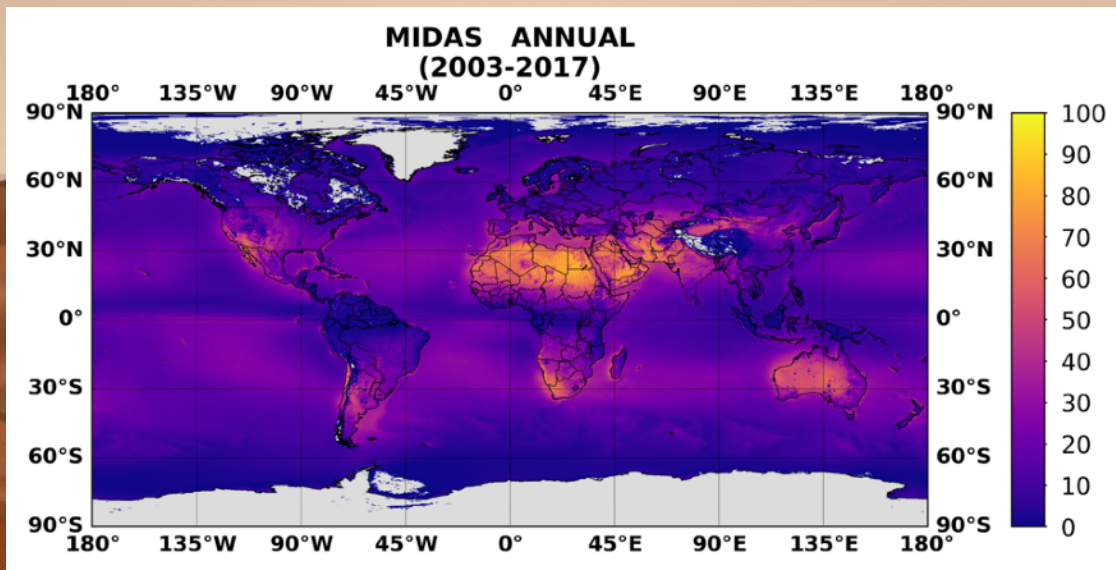 MIDAS ANNUAL
(2003-2017)
180° 135°W 90°W 45°W 0° 45°E 90°E 135°E 180°
90°N 90°N 100
90
60°N 60°N 80
70
30°N 30°N 60
0° 0° 50
40
30°S 30°S 30
20
60°S 60°S 10
90°S 90°S 0
180° 135°W 90°W 45°W 0° 45°E 90°E 135°E 180°